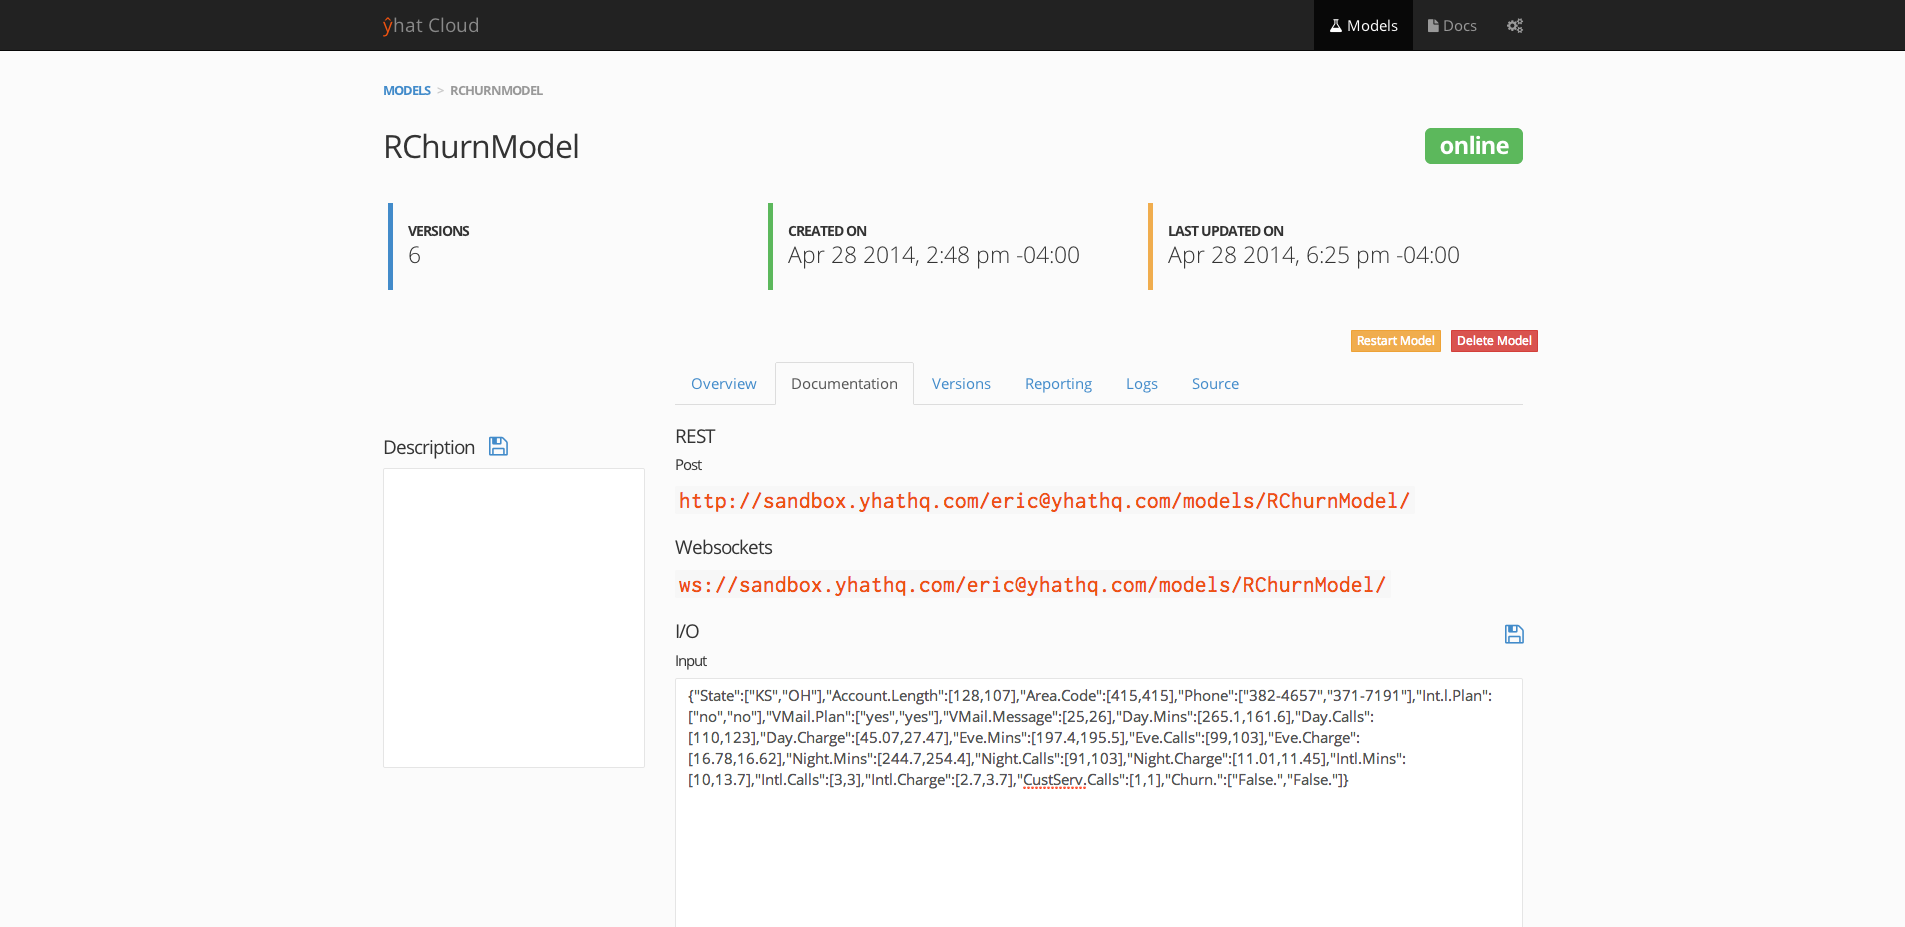 ŷhat Cloud
Models
Docs
MODELS > RCHURNMODEL
RChurnModel
online
VERSIONS
6
CREATED ON
Apr 28 2014, 2:48 pm -04:00
LAST UPDATED ON
Apr 28 2014, 6:25 pm -04:00
Restart Model
Delete Model
Overview
Documentation
Versions
Reporting
Logs
Source
Description
REST
Post
http://sandbox.yhathq.com/eric@yhathq.com/models/RChurnModel/
Websockets
ws://sandbox.yhathq.com/eric@yhathq.com/models/RChurnModel/
I/O
Input
{"State":["KS","OH"],"Account.Length":[128,107],"Area.Code":[415,415],"Phone":["382-4657","371-7191"],"Int.l.Plan":
["no","no"],"VMail.Plan":["yes","yes"],"VMail.Message":[25,26],"Day.Mins":[265.1,161.6],"Day.Calls":
[110,123],"Day.Charge":[45.07,27.47],"Eve.Mins":[197.4,195.5],"Eve.Calls":[99,103],"Eve.Charge":
[16.78,16.62],"Night.Mins":[244.7,254.4],"Night.Calls":[91,103],"Night.Charge":[11.01,11.45],"Intl.Mins":
[10,13.7],"Intl.Calls":[3,3],"Intl.Charge":[2.7,3.7],"CustServ.Calls":[1,1],"Churn.":["False.","False."]}